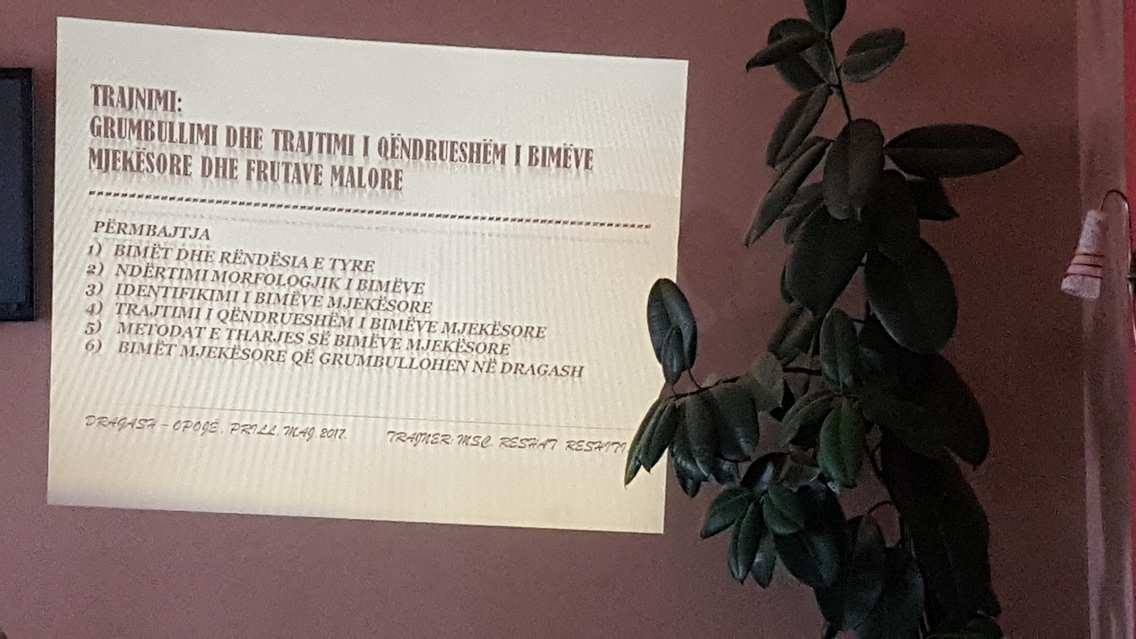 TRAJNIMI:
GRUMBULLIMI DHE TRAJTIMI I QËNDRUESHËM I BIMËVE
MJEKËSORE DHE FRUTAVE MALORE
PËRMBAJTJA
1) BIMËT DHE RËNDËSIA E TYRE
2) NDËRTIMI MORFOLOGJIK I BIMËVE
3) IDENTIFIKIMI I BIMËVE MJEKËSORE
4) TRAJTIMI I QËNDRUESHËM I BIMËVE MJEKËSORE
5) METODAT E THARJES SË BIMËVE MJEKËSORE
6) BIMËT MJEKËSORE QË GRUMBULLOHEN NË DRAGASH
DRAGASH – OPOJË, PRILL, MAJ, 2017. TRAJNER: MSC. RESHAT RESHITI